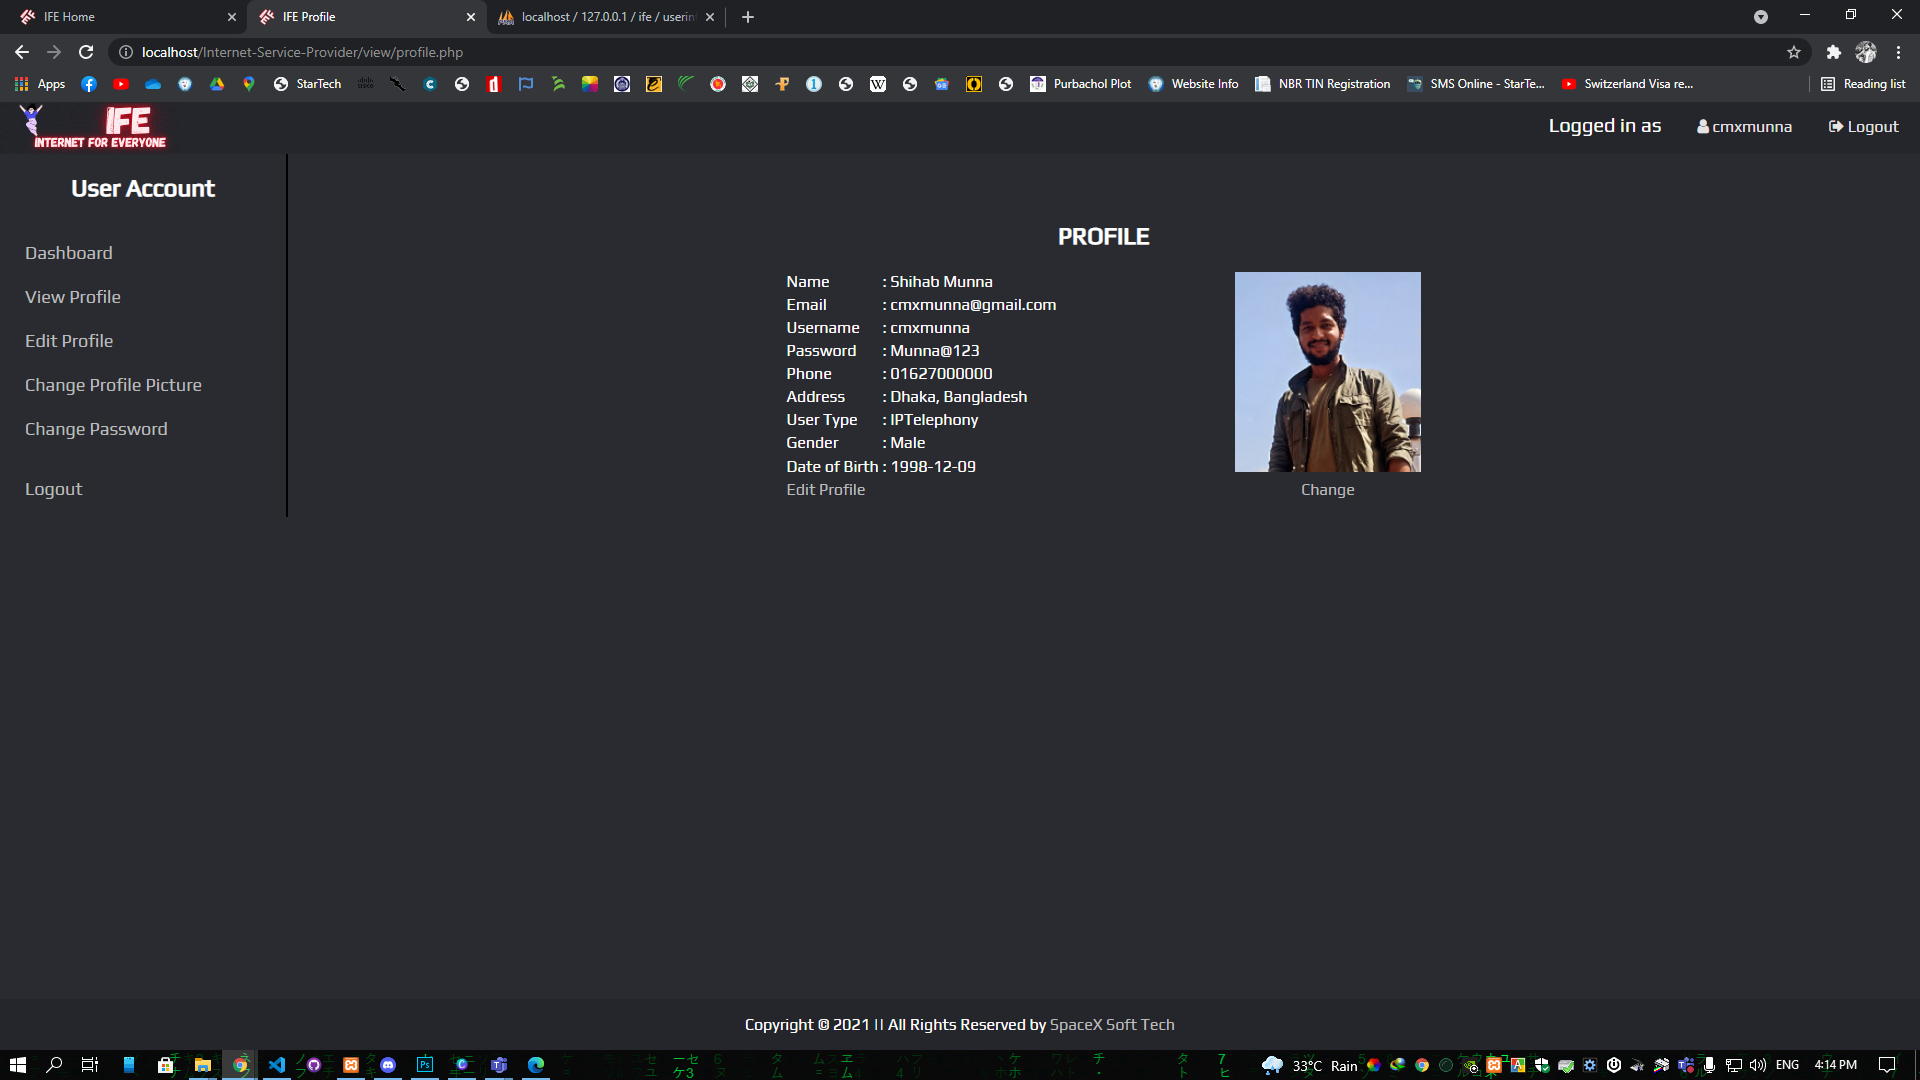 IFE Home
IFE Profile
localhost / 127.0.0.1 / ife / userin
localhost/Internet-Service-Provider/view/profile.php
Apps
StarTech
Purbachol Plot
Website Info
NBR TIN Registration
SMS Online - StarTe...
Switzerland Visa re...
Reading list
IFE
INTERNET FOR EVERYONE
Logged in as
cmxmunna
Logout
User Account
Dashboard
View Profile
Edit Profile
Change Profile Picture
Change Password
Logout
PROFILE
Name : Shihab Munna
Email : cmxmunna@gmail.com
Username : cmxmunna
Password : Munna@123
Phone : 01627000000
Address : Dhaka, Bangladesh
User Type : IPTelephony
Gender : Male
Date of Birth : 1998-12-09
Edit Profile
Change
Copyright © 2021 || All Rights Reserved by SpaceX Soft Tech
33°C Rain
ENG
4:14 PM